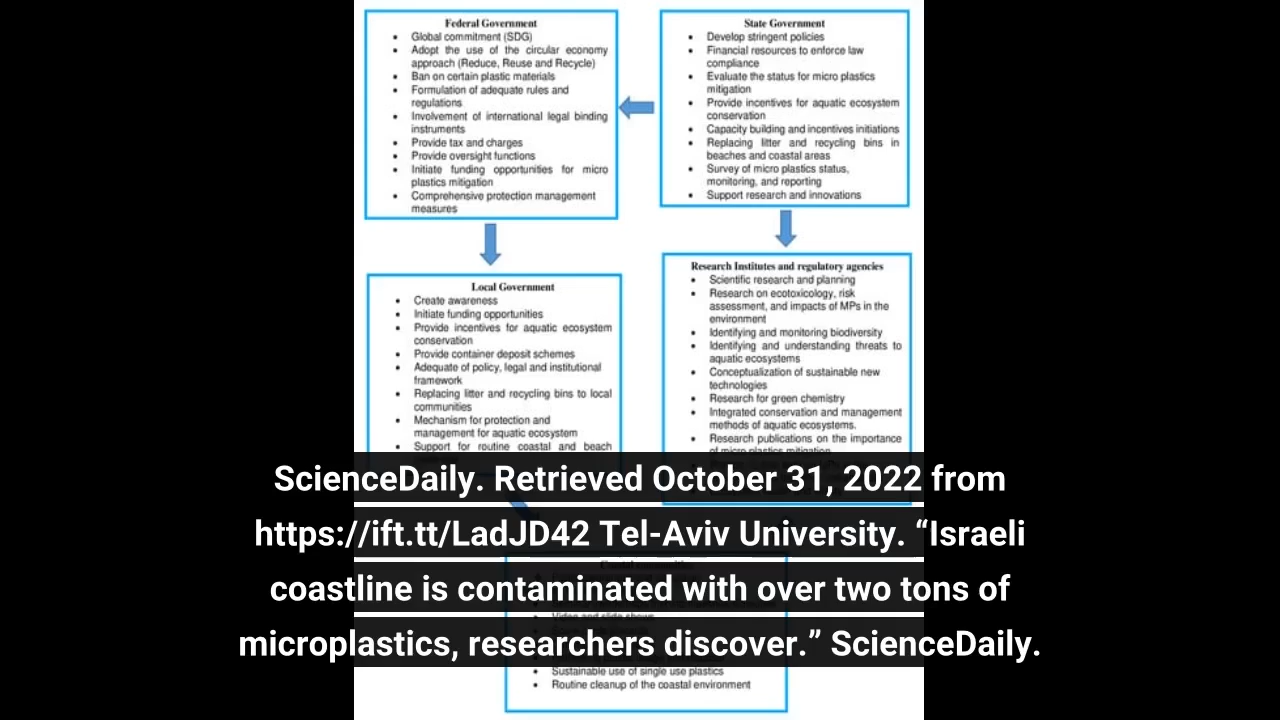 Federal Government
• Global commitment (SDG)
• Adopt the use of the circular economy
approach (Reduce, Reuse and Recycle)
• Ban on certain plastic materials
• Formulation of adequate rules and
regulations
• Involvement of international legal binding
instruments
• Provide tax and charges
• Provide oversight functions
• Initiate funding opportunities for micro
plastics mitigation
• Comprehensive protection management
measures
State Government
• Develop stringent policies
• Financial resources to enforce law
compliance
• Evaluate the status for micro plastics
mitigation
• Provide incentives for aquatic ecosystem
conservation
• Capacity building and incentives initiations
• Replacing litter and recycling bins in
beaches and coastal areas
• Survey of micro plastics status,
monitoring, and reporting
• Support research and innovations
Local Government
• Create awareness
• Initiate funding opportunities
• Provide incentives for aquatic ecosystem
conservation
• Provide container deposit schemes
• Adequate of policy, legal and institutional
framework
• Replacing litter and recycling bins to local
communities
• Mechanism for protection and
management for aquatic ecosystem
• Support for routine coastal and beach
Research Institutes and regulatory agencies
• Scientific research and planning
• Research on ecotoxicology, risk
assessment, and impacts of MPs in the
environment
• Identifying and monitoring biodiversity
• Identifying and understanding threats to
aquatic ecosystems
• Conceptualization of sustainable new
technologies
• Research for green chemistry
• Integrated conservation and management
methods of aquatic ecosystems.
• Research publications on the importance
of micro plastics mitigation
ScienceDaily. Retrieved October 31, 2022 from
https://ift.tt/LadJD42 Tel-Aviv University. “Israeli
coastline is contaminated with over two tons of
microplastics, researchers discover.” ScienceDaily.
Coastal communities
Video and slide shows
• Sustainable use of single use plastics
• Routine cleanup of the coastal environment